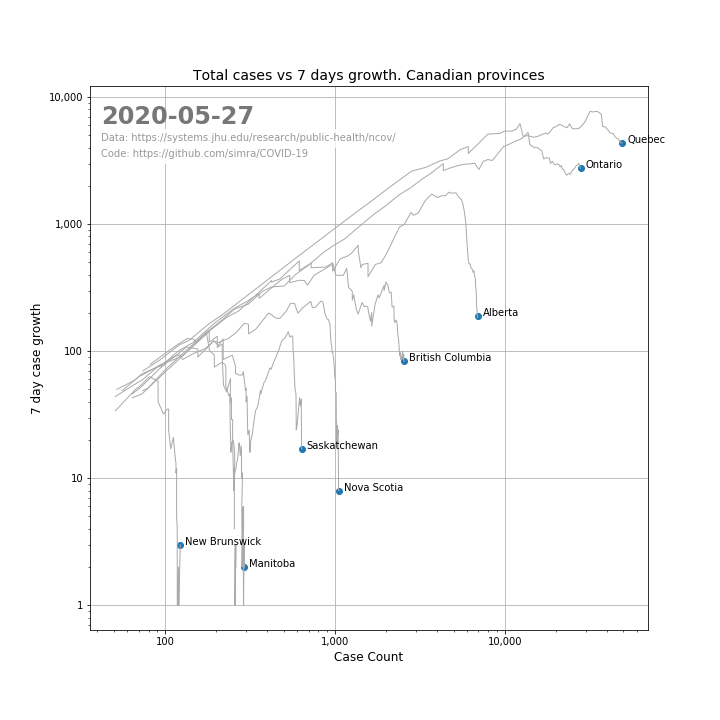 Total cases vs 7 days growth. Canadian provinces
10,000
2020-05-27
Data: https://systems.jhu.edu/research/public-health/ncov/
Code: https://github.com/simra/COVID-19
Quebec
Ontario
1,000
Alberta
British Columbia
100
7 day case growth
Saskatchewan
10
Nova Scotia
New Brunswick
Manitoba
1
100
1,000
10,000
Case Count